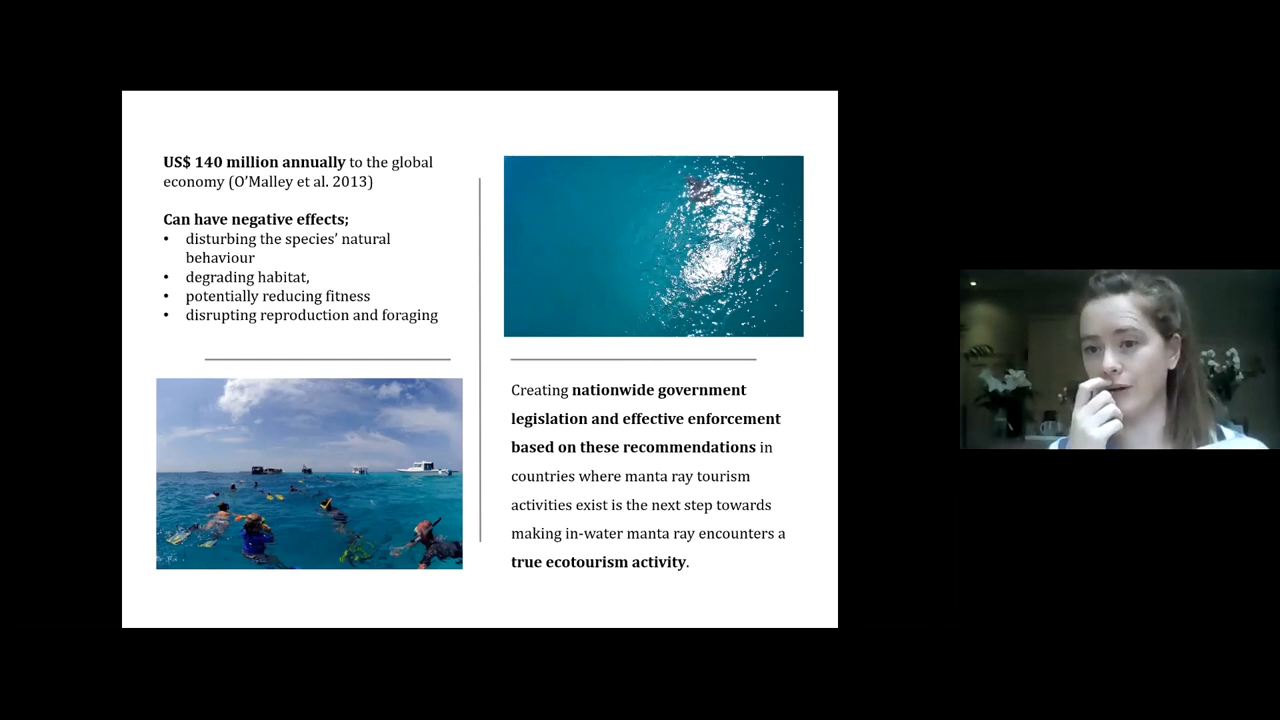 US$ 140 million annually to the global
economy (O’Malley et al. 2013)
Can have negative effects;
• disturbing the species’ natural
behaviour
• degrading habitat,
• potentially reducing fitness
• disrupting reproduction and foraging
Creating nationwide government
legislation and effective enforcement
based on these recommendations in
countries where manta ray tourism
activities exist is the next step towards
making in-water manta ray encounters a
true ecotourism activity.